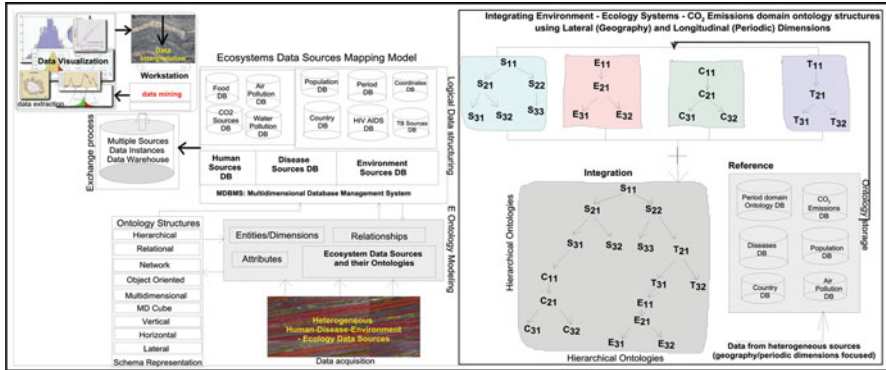 Data Visualization
Data Interpretation
Workstation
data mining
data extraction
Exchange process
Multiple Sources
Data Instances
Data Warehouse
Ecosystems Data Sources Mapping Model
Food
DB
Air
Pollution
DB
CO2
Sources
DB
Water
Pollution
DB
Population
DB
Period
DB
Coordinates
DB
Country
DB
HIV AIDS
DB
TB Sources
DB
Human
Sources DB
Disease
Sources DB
Environment
Sources DB
MDBMS: Multidimensional Database Management System
Logical Data structuring
Ontology Structures
Hierarchical
Relational
Network
Object Oriented
Multidimensional
MD Cube
Vertical
Horizontal
Lateral
Schema Representation
Entities/Dimensions
Relationships
Attributes
Ecosystem Data Sources
and their Ontologies
E Ontology Modeling
Heterogeneous
Human-Disease-Environment
- Ecology Data Sources
Data acquisition
Integrating Environment - Ecology Systems - CO2 Emissions domain ontology structures
using Lateral (Geography) and Longitudinal (Periodic) Dimensions
S11
S21 S22
S31 S32 S33
E11
E21
E31 E32
C11
C21
C31 C32
T11
T21
T31 T32
Integration
Hierarchical Ontologies
S11
S21 S22
S31 S32 S33 T21
C11 T31 T32
C21 E11
E21
C31 C32
E31 E32
Hierarchical Ontologies
Reference
Period domain
Ontology DB
CO2
Emissions
DB
Diseases
DB
Population
DB
Country
DB
Air
Pollution
DB
Ontology storage
Data from heterogeneous sources
(geography/periodic dimensions focused)